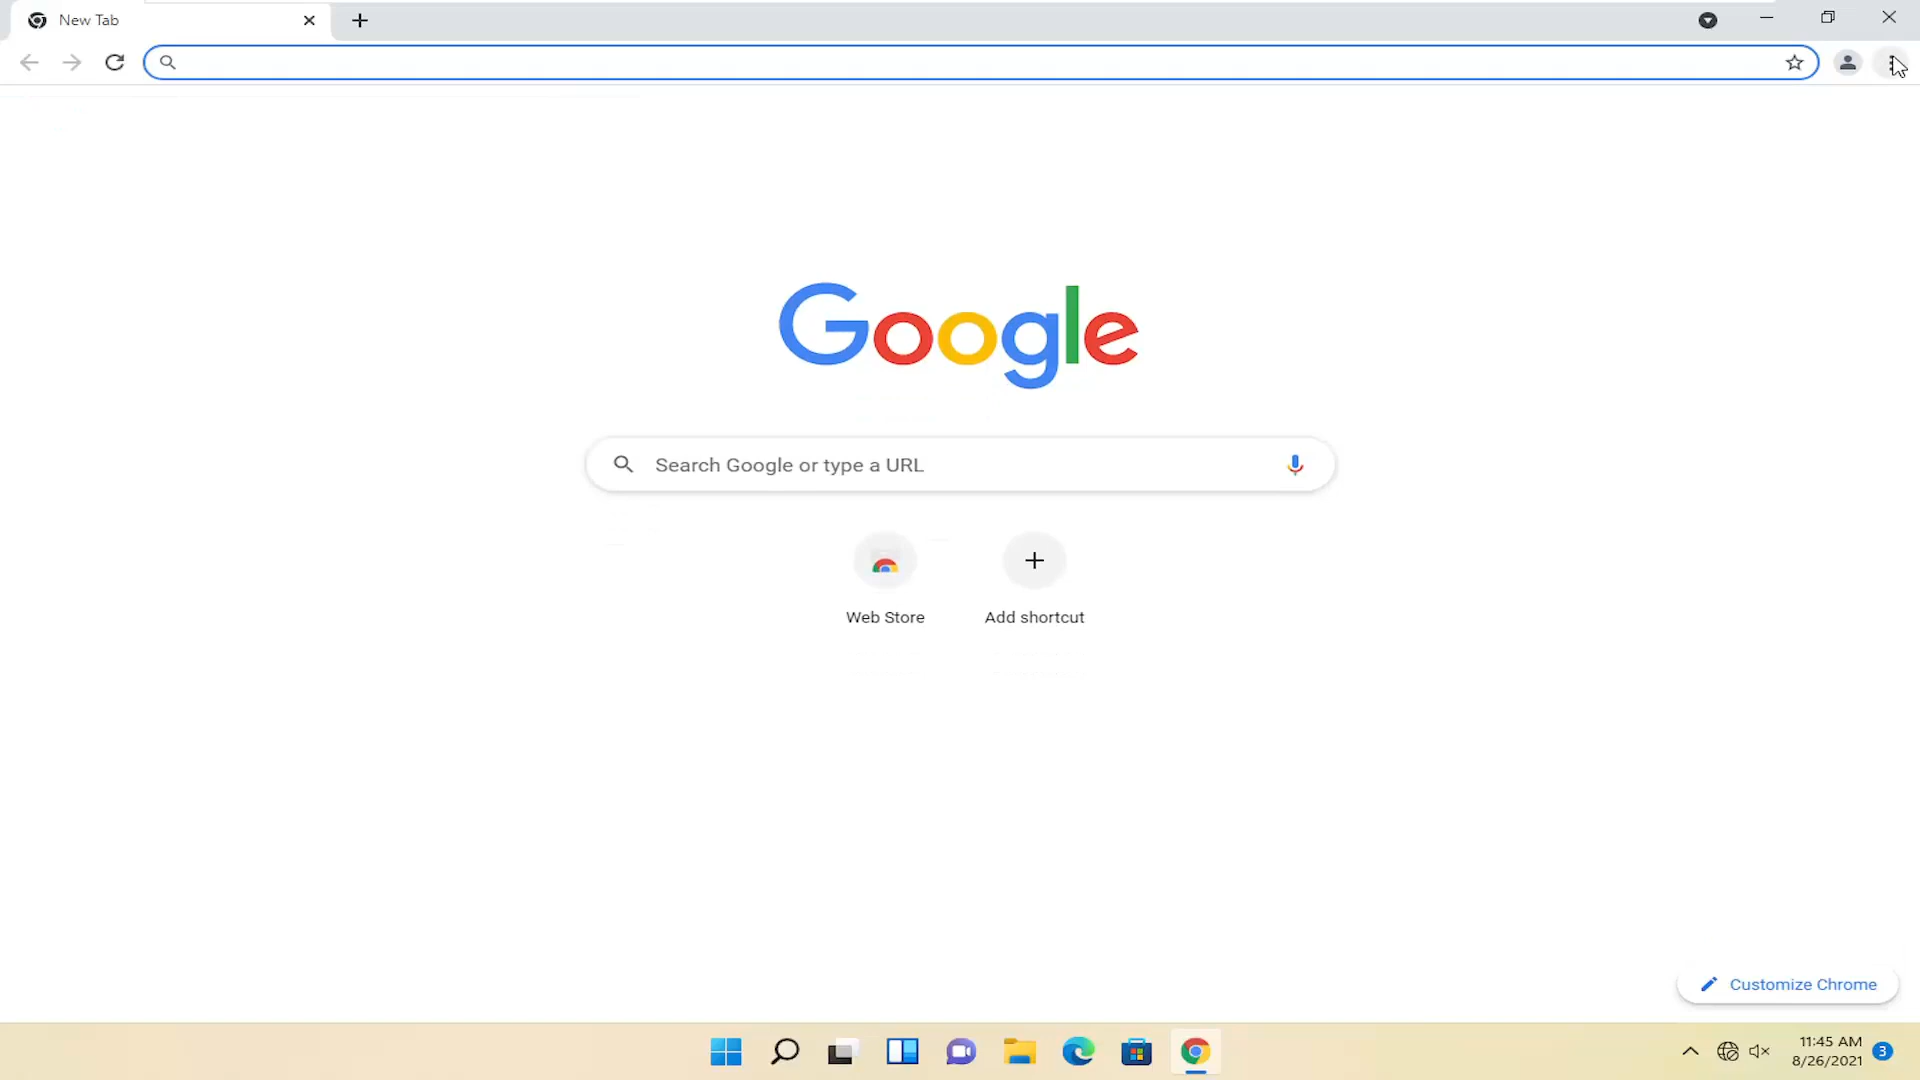 New Tab
Google
Search Google or type a URL
Web Store
Add shortcut
Customize Chrome
11:45 AM
8/26/2021
3